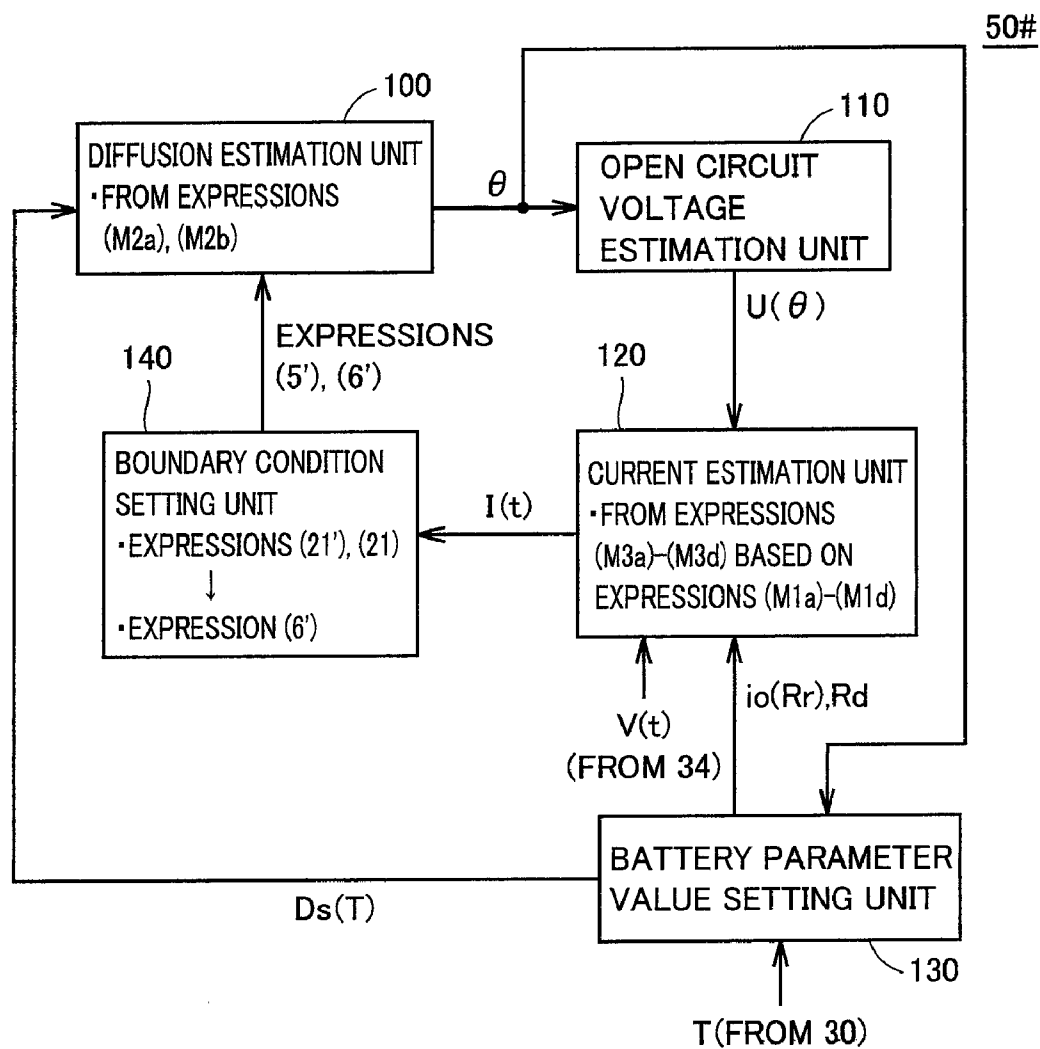 50#
100
DIFFUSION ESTIMATION UNIT
・FROM EXPRESSIONS
(M2a), (M2b)
θ
110
OPEN CIRCUIT
VOLTAGE
ESTIMATION UNIT
U(θ)
EXPRESSIONS
(5'), (6')
140
BOUNDARY CONDITION
SETTING UNIT
・EXPRESSIONS (21'), (21)
↓
・EXPRESSION (6')
I(t)
120
CURRENT ESTIMATION UNIT
・FROM EXPRESSIONS
(M3a)-(M3d) BASED ON
EXPRESSIONS (M1a)-(M1d)
V(t)
(FROM 34)
io(Rr),Rd
BATTERY PARAMETER
VALUE SETTING UNIT
130
Ds(T)
T(FROM 30)